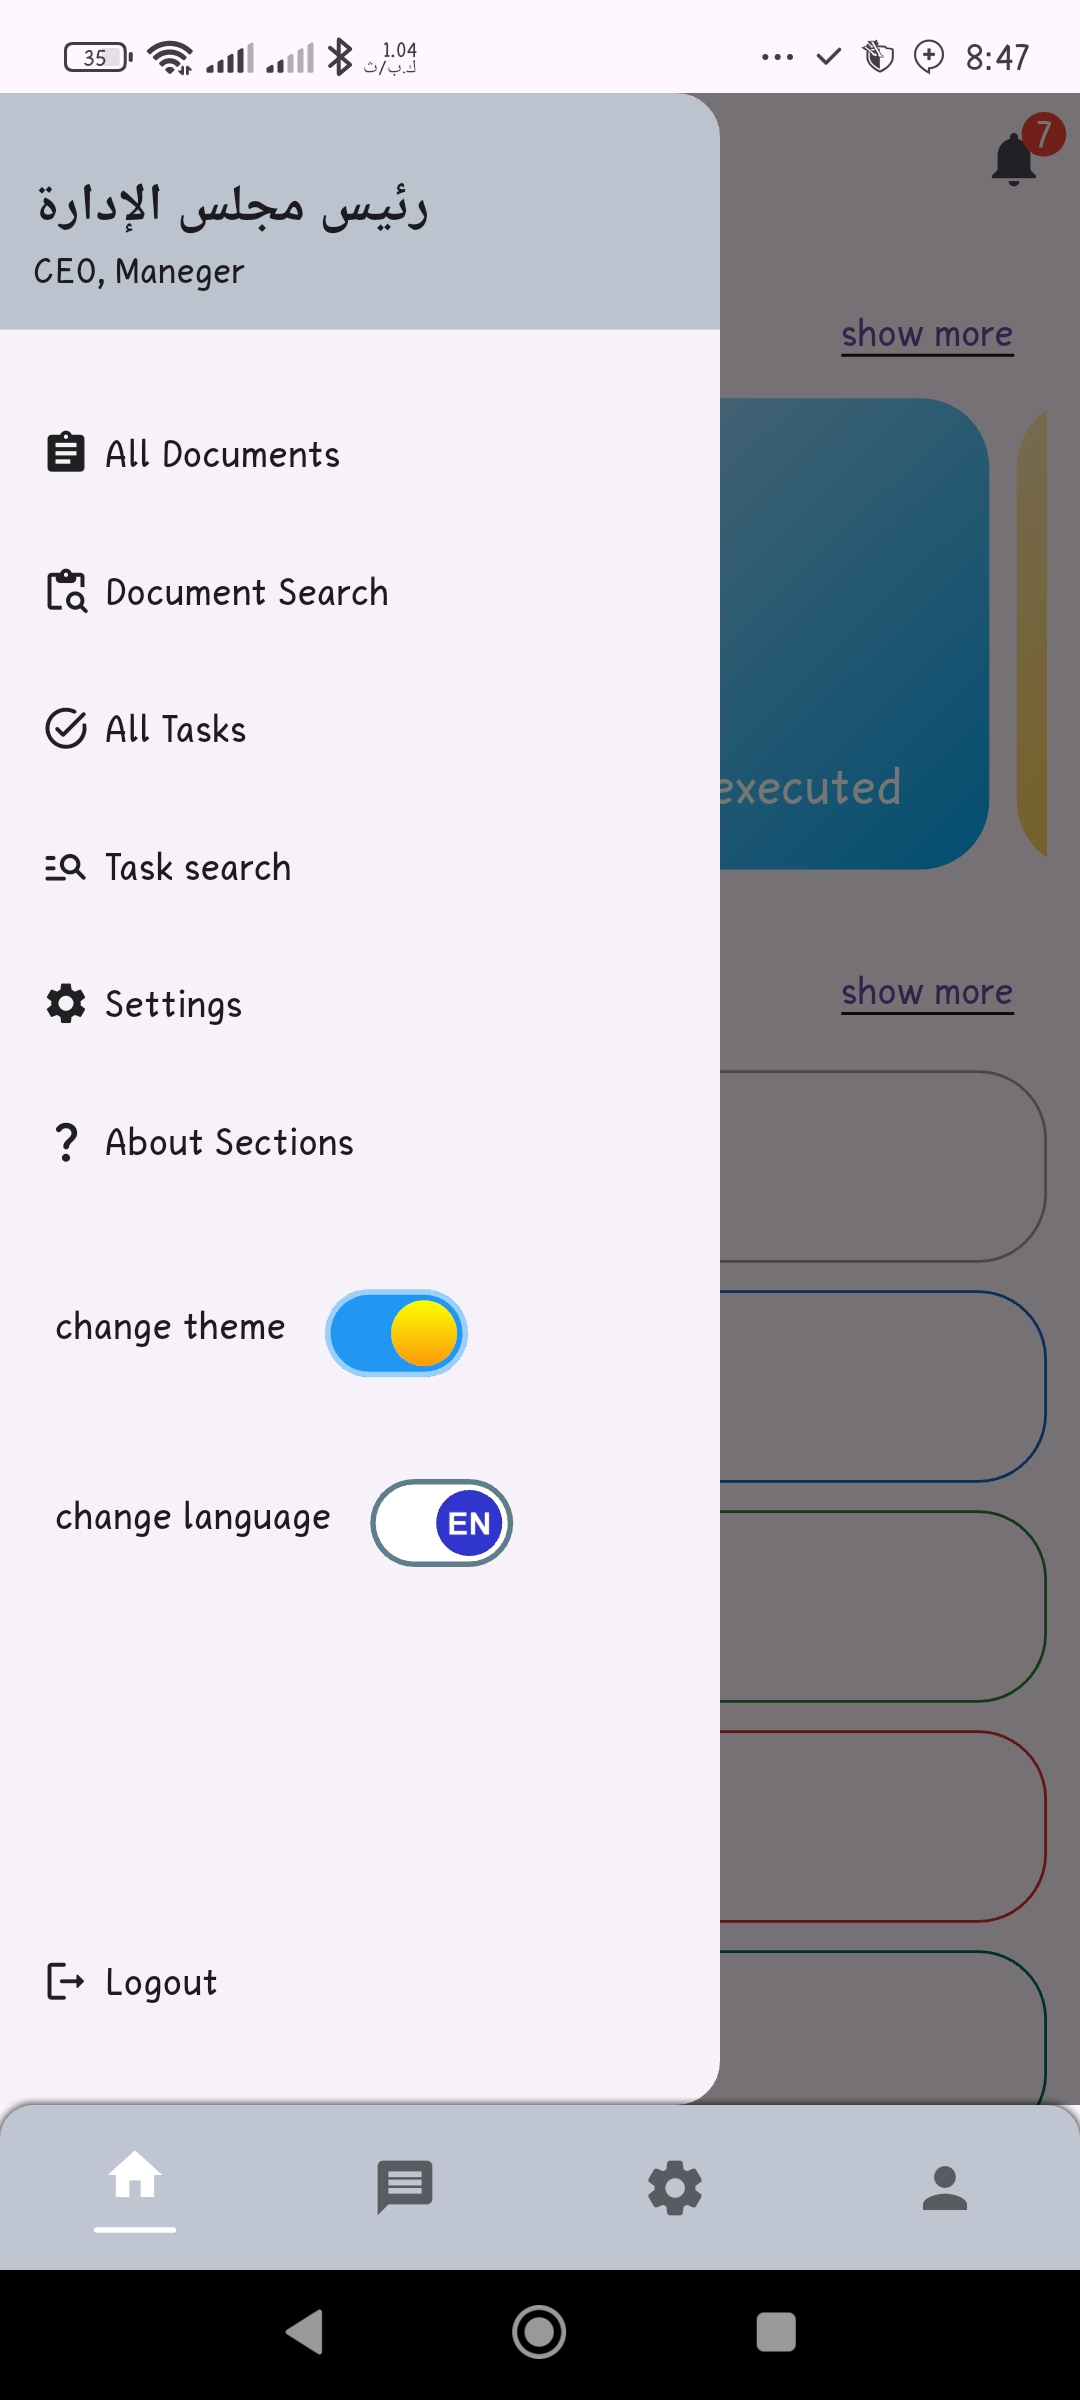 35
1.04
ك.ب/ث
8:47
7
رئيس مجلس الإدارة
CEO, Maneger
show more
All Documents
Document Search
All Tasks
executed
Task search
show more
Settings
About Sections
change theme
change language
EN
Logout